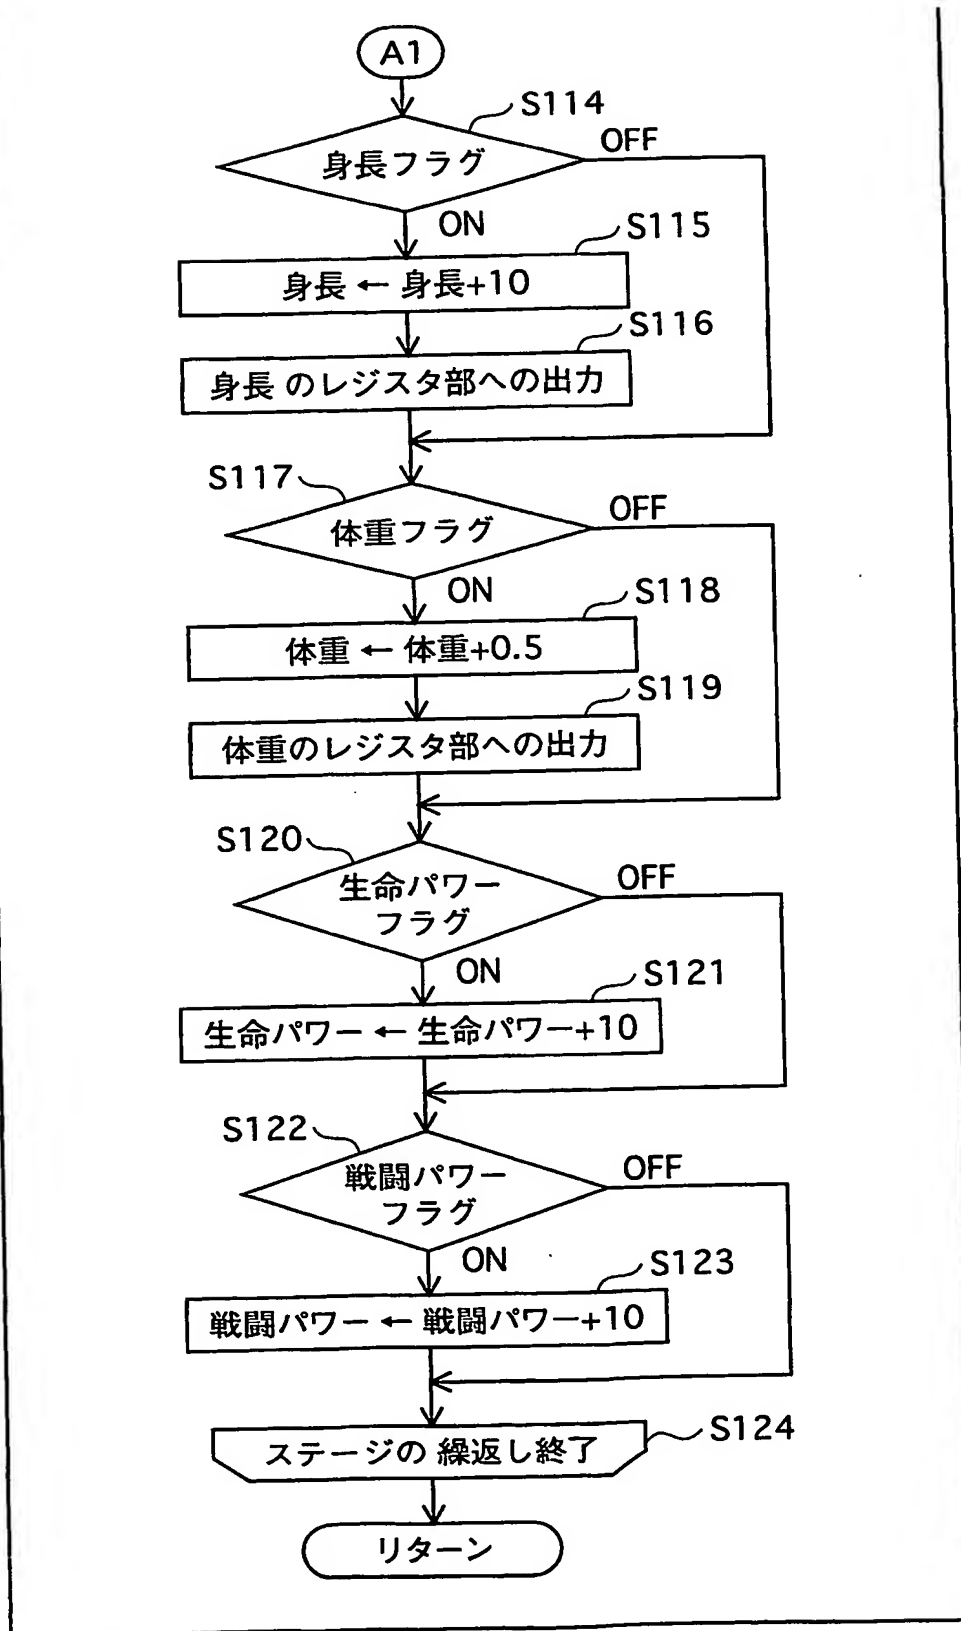 A1
S114
身長フラグ
OFF
ON
S115
身長 ← 身長+10
S116
身長 のレジスタ部への出力
S117
体重フラグ
OFF
ON
S118
体重 ← 体重+0.5
S119
体重のレジスタ部への出力
S120
生命パワー
フラグ
OFF
ON
S121
生命パワー ← 生命パワー+10
S122
戦闘パワー
フラグ
OFF
ON
S123
戦闘パワー ← 戦闘パワー+10
S124
ステージの 繰返し終了
リターン